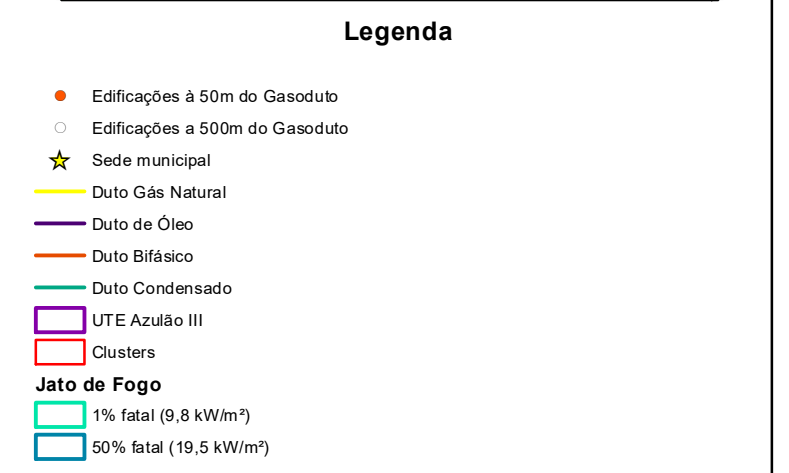 Legenda
Edificações à 50m do Gasoduto
Edificações a 500m do Gasoduto
Sede municipal
Duto Gás Natural
Duto de Óleo
Duto Bifásico
Duto Condensado
UTE Azulão III
Clusters
Jato de Fogo
1% fatal (9,8 kW/m²)
50% fatal (19,5 kW/m²)